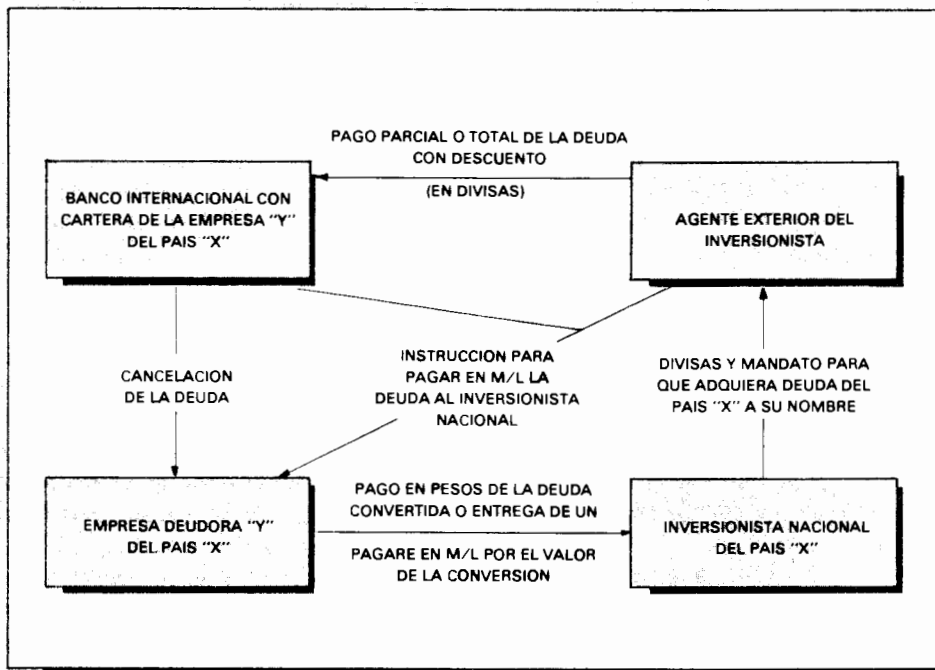 PAGO PARCIAL O TOTAL DE LA DEUDA
CON DESCUENTO
(EN DIVISAS)
BANCO INTERNACIONAL CON
CARTERA DE LA EMPRESA "Y"
DEL PAIS "X"
AGENTE EXTERIOR DEL
INVERSIONISTA
CANCELACION
DE LA DEUDA
INSTRUCCION PARA
PAGAR EN M/L LA
DEUDA AL INVERSIONISTA
NACIONAL
DIVISAS Y MANDATO PARA
QUE ADQUIERA DEUDA DEL
PAIS "X" A SU NOMBRE
EMPRESA DEUDORA "Y"
DEL PAIS "X"
PAGO EN PESOS DE LA DEUDA
CONVERTIDA O ENTREGA DE UN
PAGARE EN M/L POR EL VALOR
DE LA CONVERSION
INVERSIONISTA NACIONAL
DEL PAIS "X"